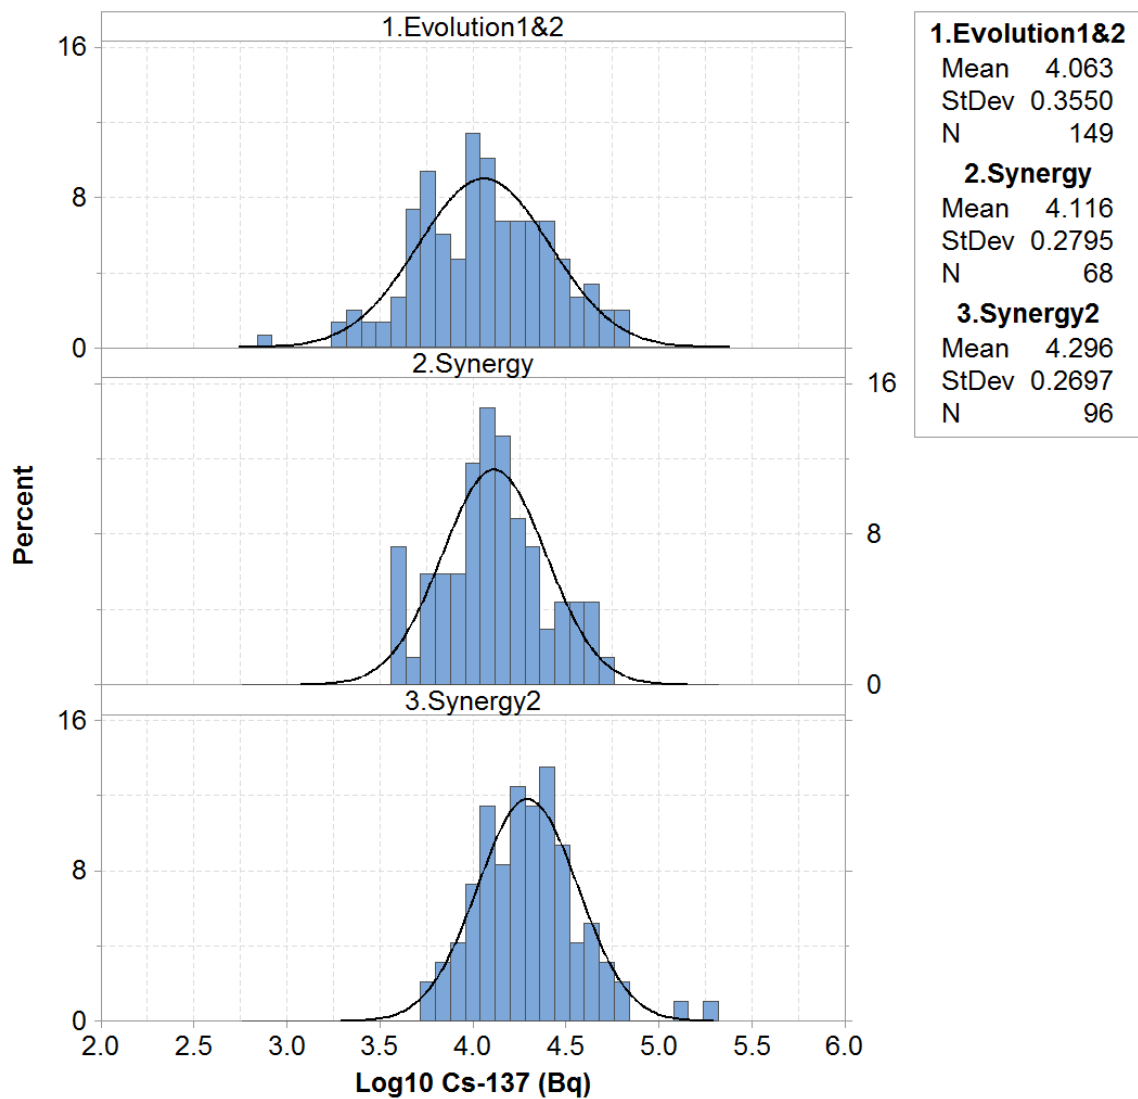 1.Evolution1&2
16
8
0
2.Synergy
16
8
0
3.Synergy2
16
8
0
2.0 2.5 3.0 3.5 4.0 4.5 5.0 5.5 6.0
Log10 Cs-137 (Bq)
Percent
1.Evolution1&2
Mean 4.063
StDev 0.3550
N 149
2.Synergy
Mean 4.116
StDev 0.2795
N 68
3.Synergy2
Mean 4.296
StDev 0.2697
N 96